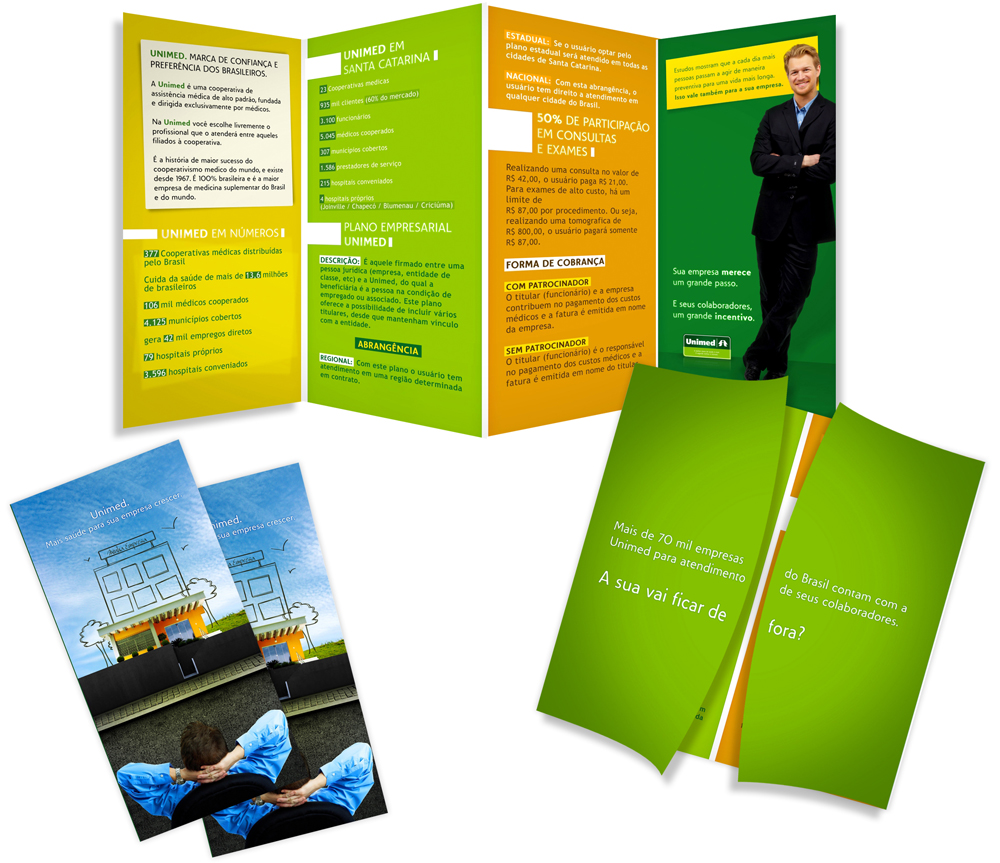 UNIMED. MARCA DE CONFIANÇA E
PREFERÊNCIA DOS BRASILEIROS.
A Unimed é uma cooperativa de
assistência médica de alto padrão, fundada
e dirigida exclusivamente por médicos.
Na Unimed você escolhe livremente o
profissional que o atenderá entre aqueles
filiados à cooperativa.
É a história de maior sucesso do
cooperativismo medico do mundo, e existe
desde 1967. É 100% brasileira e é a maior
empresa de medicina suplementar do Brasil
e do mundo.
UNIMED EM NÚMEROS
377 Cooperativas médicas distribuídas
pelo Brasil
Cuida da saúde de mais de 13,6 milhões
de brasileiros
106 mil médicos cooperados
4.125 municípios cobertos
gera 42 mil empregos diretos
79 hospitais próprios
3.596 hospitais conveniados
UNIMED EM
SANTA CATARINA
23 Cooperativas médicas
935 mil clientes (60% do mercado)
3.100 funcionários
5.045 médicos cooperados
307 municípios cobertos
1.586 prestadores de serviço
215 hospitais conveniados
4 hospitais próprios
(Joinville / Chapecó / Blumenau / Criciúma)
PLANO EMPRESARIAL
UNIMED
DESCRIÇÃO: É aquele firmado entre uma
pessoa jurídica (empresa, entidade de
classe, etc) e a Unimed, do qual a
beneficiária é a pessoa na condição de
empregado ou associado. Este plano
oferece a possibilidade de incluir vários
titulares, desde que mantenham vínculo
com a entidade.
ABRANGÊNCIA
REGIONAL: Com este plano o usuário tem
atendimento em uma região determinada
em contrato.
ESTADUAL: Se o usuário optar pelo
plano estadual será atendido em todas as
cidades de Santa Catarina.
NACIONAL: Com esta abrangência, o
usuário tem direito a atendimento em
qualquer cidade do Brasil.
50% DE PARTICIPAÇÃO
EM CONSULTAS
E EXAMES
Realizando uma consulta no valor de
R$ 42,00, o usuário paga R$ 21,00.
Para exames de alto custo, há um
limite de
R$ 87,00 por procedimento. Ou seja,
realizando uma tomografica de
R$ 800,00, o usuário pagará somente
R$ 87,00.
FORMA DE COBRANÇA
COM PATROCINADOR
O titular (funcionário) e a empresa
contribuem no pagamento dos custos
médicos e a fatura é emitida em nome
da empresa.
SEM PATROCINADOR
O titular (funcionário) é o responsável
no pagamento dos custos médicos e a
fatura é emitida em nome do titular
Estudos mostram que a cada dia mais
pessoas passam a agir de maneira
preventiva para uma vida mais longa.
Isso vale também para a sua empresa.
Sua empresa merece
um grande passo.
E seus colaboradores,
um grande incentivo.
Unimed
Unimed.
Mais saúde para sua empresa crescer.
nimed.
sua empresa crescer.
Mais de 70 mil empresas
Unimed para atendimento
A sua vai ficar de
do Brasil contam com a
de seus colaboradores.
fora?
m
da